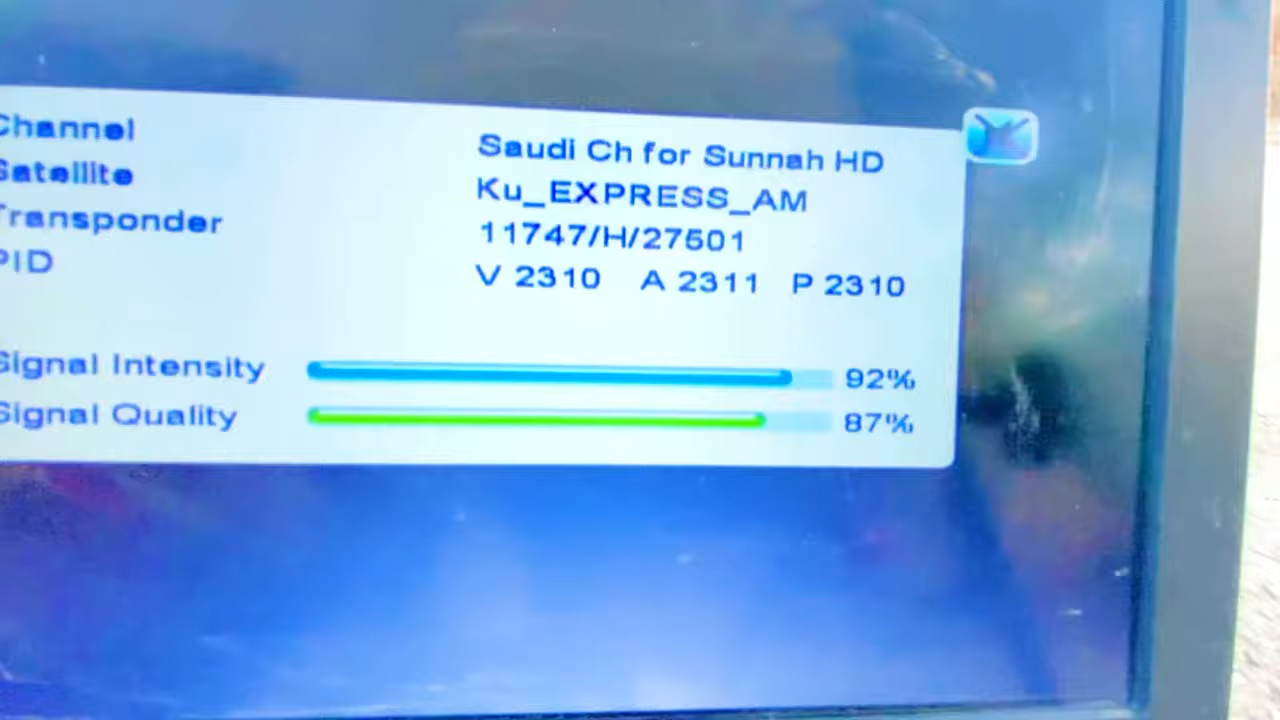 Channel
Saudi Ch for Sunnah HD
Satellite
Ku_EXPRESS_AM
Transponder
11747/H/27501
PID
V 2310 A 2311 P 2310
Signal Intensity
92%
Signal Quality
87%